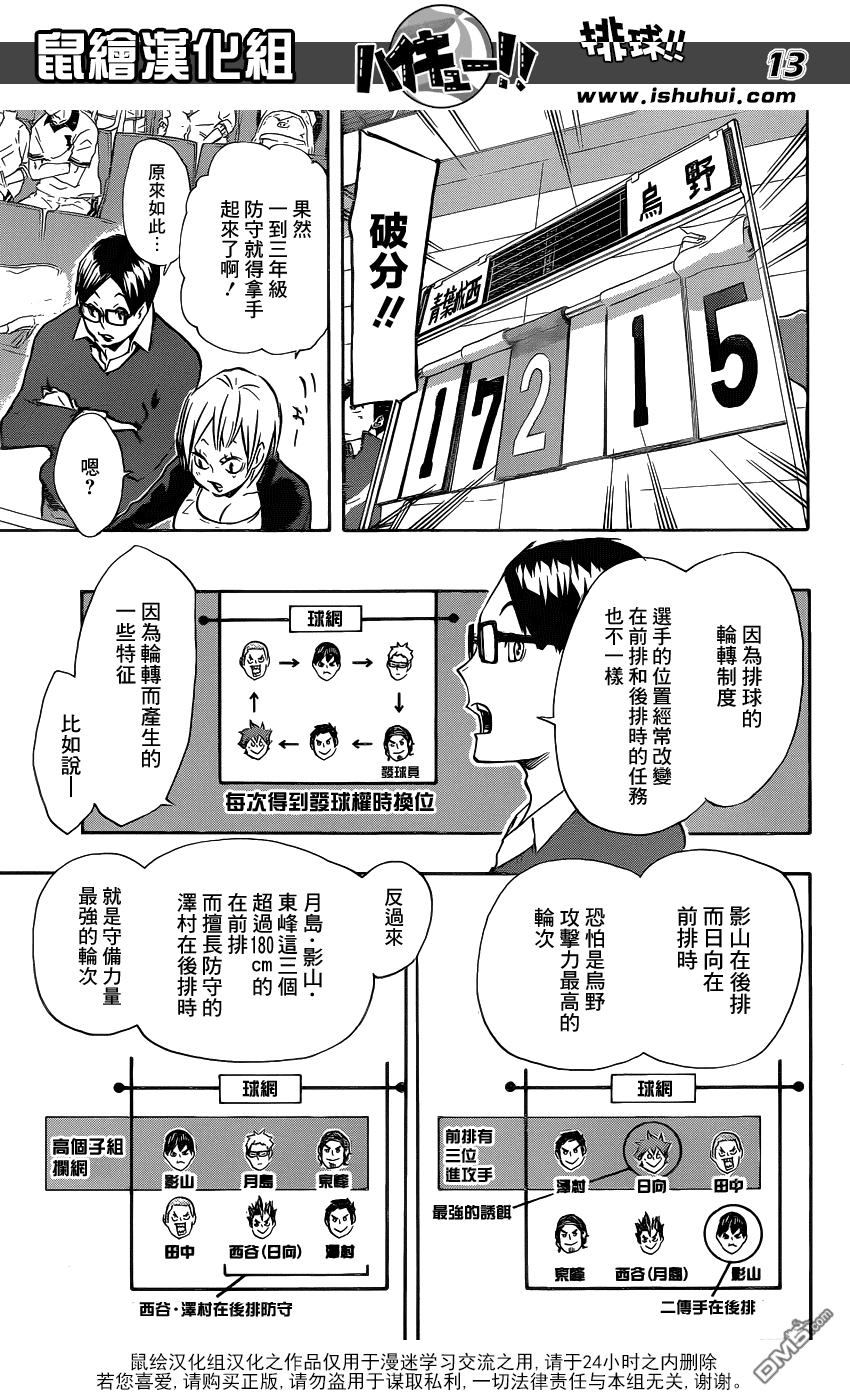 鼠繪漢化組
ハイキュー!!
排球!!
13
www.ishuhui.com
破分!!
烏野
青葉城西
17
2
15
果然
一到三年級
防守就得拿手
起來了啊!
原來如此…
嗯?
因為排球的
輪轉制度
選手的位置經常改變
在前排和後排時的任務
也不一樣
球網
發球員
每次得到發球權時換位
因為輪轉而產生的
一些特征
比如說—
影山在後排
而日向在
前排時
恐怕是烏野
攻擊力最高的
輪次
球網
前排有
三位
進攻手
澤村
日向
田中
最強的誘餌
東峰
西谷(月島)
影山
二傳手在後排
反過來
月島·影山·
東峰這三個
超過180cm的
在前排
而擅長防守的
澤村在後排時
就是守備力量
最強的輪次
球網
高個子組
攔網
影山
月島
東峰
田中
西谷(日向)
澤村
西谷·澤村在後排防守
DM5.com
鼠绘汉化组汉化之作品仅用于漫迷学习交流之用,请于24小时之内删除
若您喜爱,请购买正版,请勿盗用于谋取私利,一切法律责任与本组无关,谢谢。